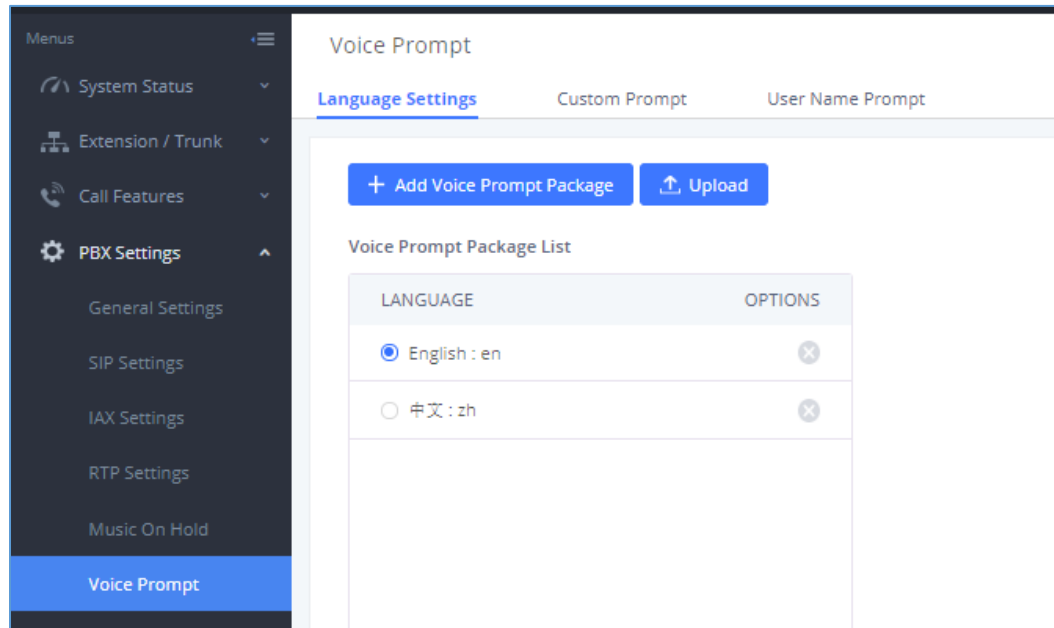 Menus
System Status
Extension / Trunk
Call Features
PBX Settings
General Settings
SIP Settings
IAX Settings
RTP Settings
Music On Hold
Voice Prompt
Voice Prompt
Language Settings Custom Prompt User Name Prompt
+ Add Voice Prompt Package Upload
Voice Prompt Package List
LANGUAGE OPTIONS
English : en
中文 : zh